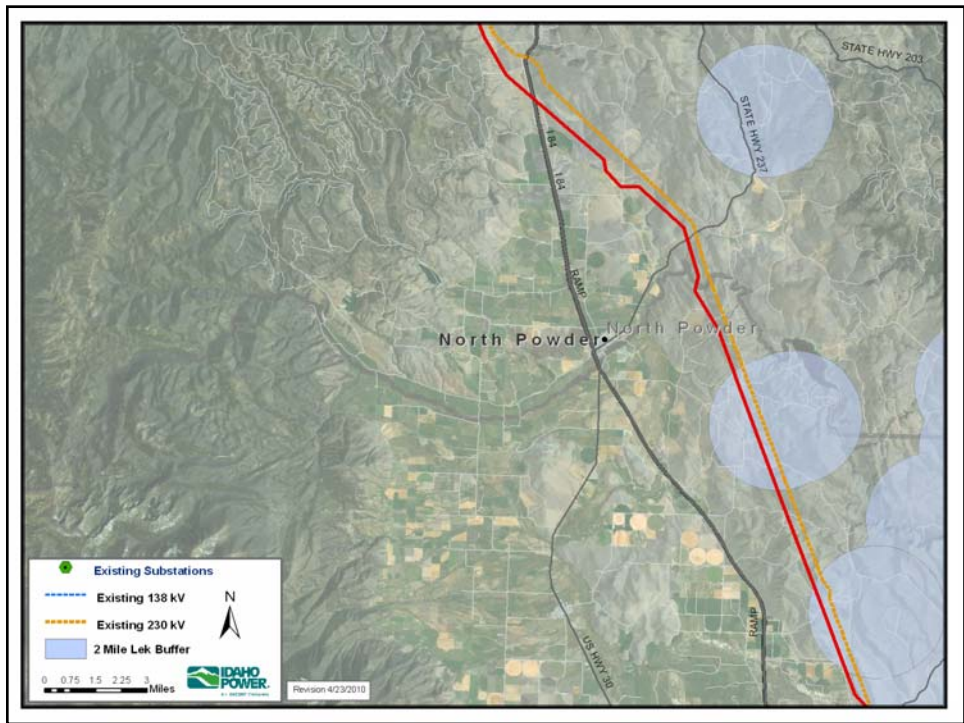 STATE HWY 203
STATE HWY 237
I 84
I 84
RAMP
North Powder
North Powder
RAMP
US HWY 30
Existing Substations
Existing 138 kV
Existing 230 kV
2 Mile Lek Buffer
N
0 0.75 1.5 2.25 3
Miles
IDAHO
POWER
Revision 4/23/2010